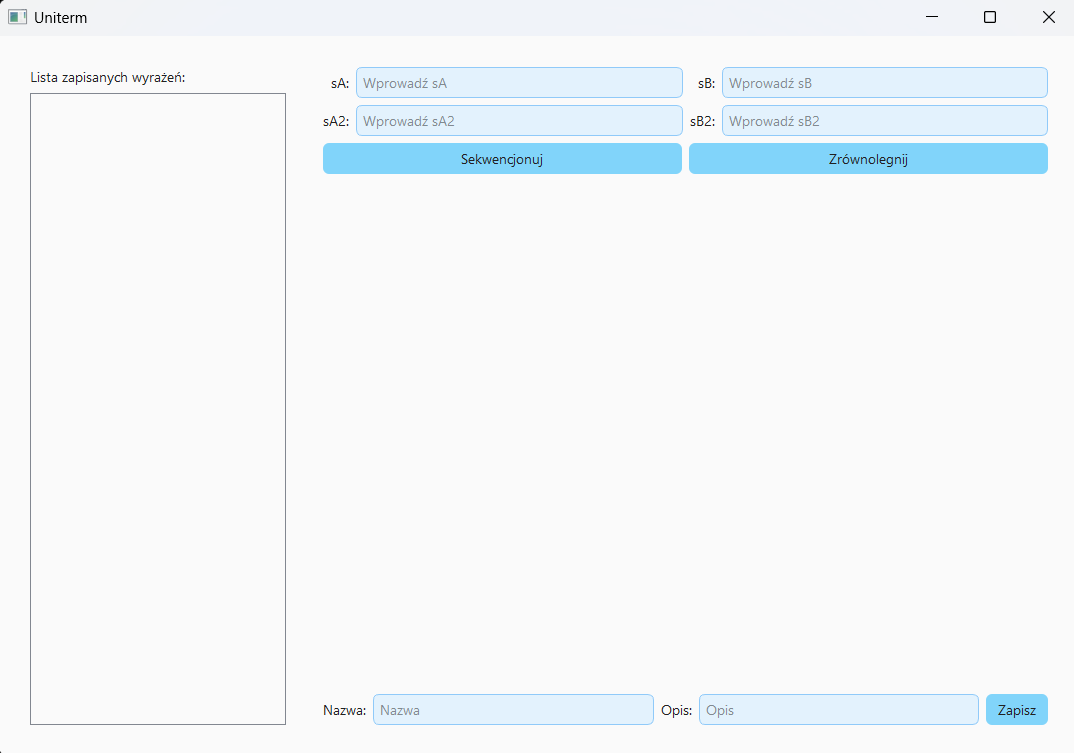 Uniterm
Lista zapisanych wyrażeń:
sA: Wprowadź sA sB: Wprowadź sB
sA2: Wprowadź sA2 sB2: Wprowadź sB2
Sekwencjonuj Zrównolegnij
Nazwa: Nazwa Opis: Opis Zapisz